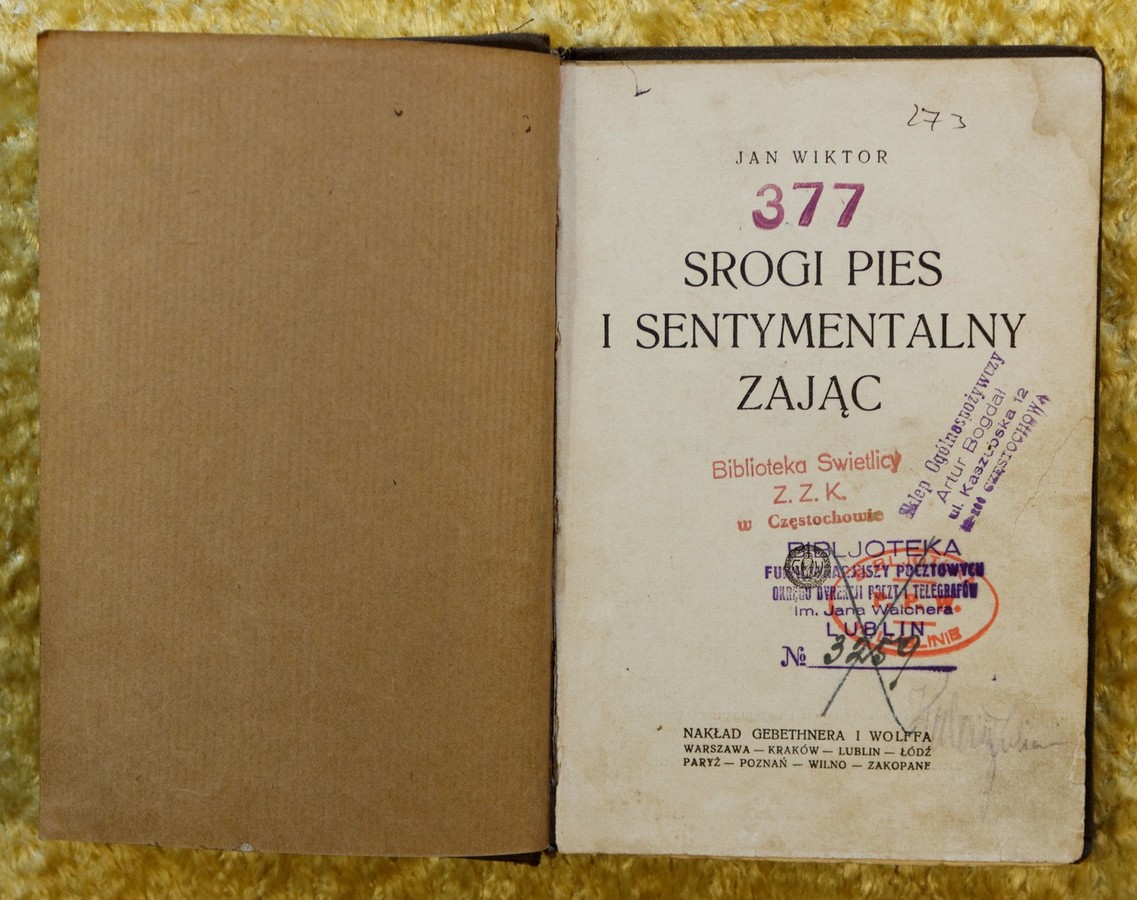 273
JAN WIKTOR
377
SROGI PIES
I SENTYMENTALNY
ZAJĄC
Sklep Ogólnospożywczy
Artur Bogdał
ul. Kaszubska 12
CZĘSTOCHOWA
Biblioteka Swietlicy
Z. Z. K.
w Częstochowie
BIBLJOTEKA
POCZTOWYCH
OKRĘGU DYREKCJI POCZT I TELEGRAFÓW
Im. Jana Walchera
LUBLIN
№ 3259
NAKŁAD GEBETHNERA I WOLFFA
WARSZAWA — KRAKÓW — LUBLIN — ŁÓDŹ
PARYŻ — POZNAŃ — WILNO — ZAKOPANE